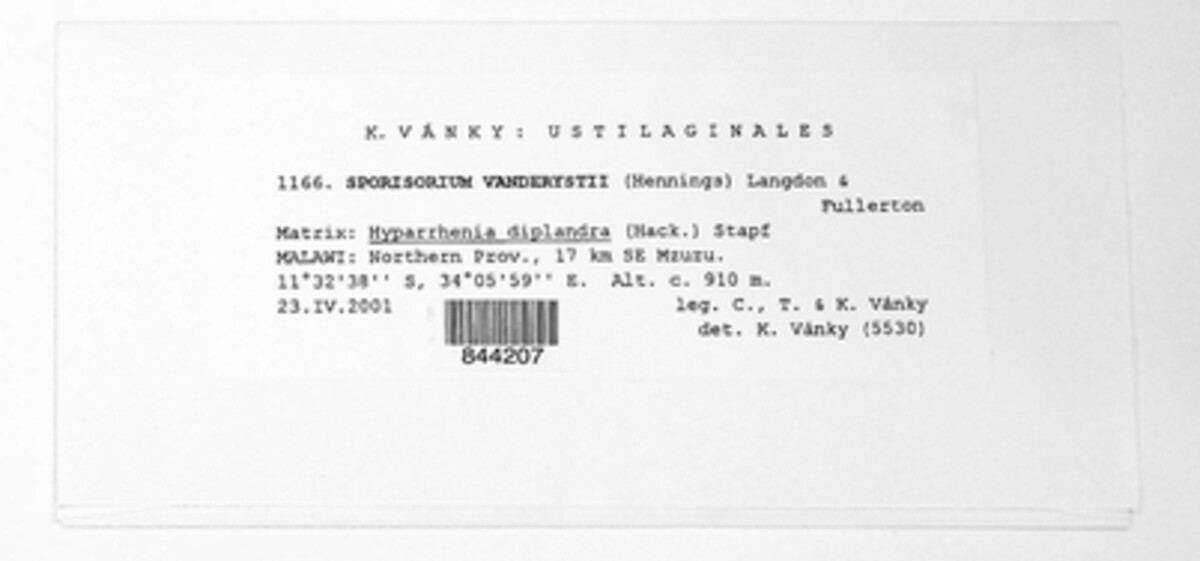 K. VÁNKY: USTILAGINALES
1166. SPORISORIUM VANDERYSTII (Hennings) Langdon &
Fullerton
Matrix: Hyparrhenia diplandra (Hack.) Stapf
MALAWI: Northern Prov., 17 km SE Mzuzu.
11°32'38'' S, 34°05'59'' E. Alt. c. 910 m.
23.IV.2001 leg. C., T. & K. Vánky
det. K. Vánky (5530)
844207